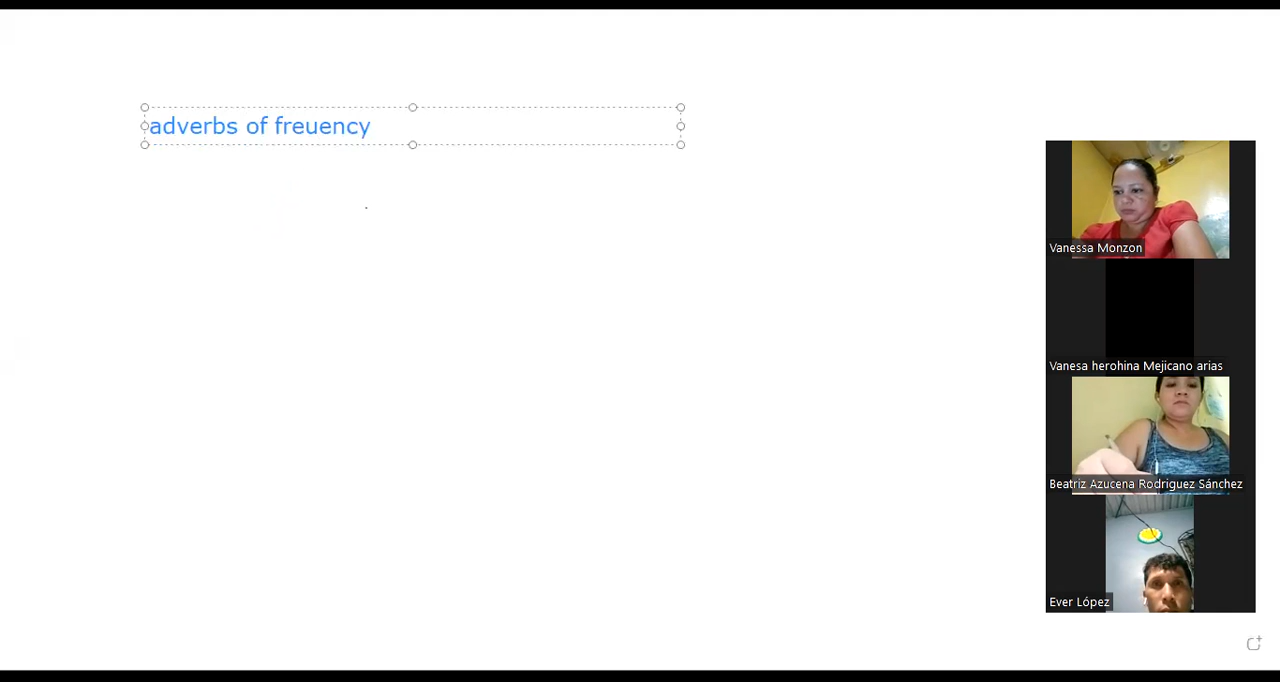 adverbs of freuency
Vanessa Monzon
Vanesa herohina Mejicano arias
Beatriz Azucena Rodriguez Sánchez
Ever López